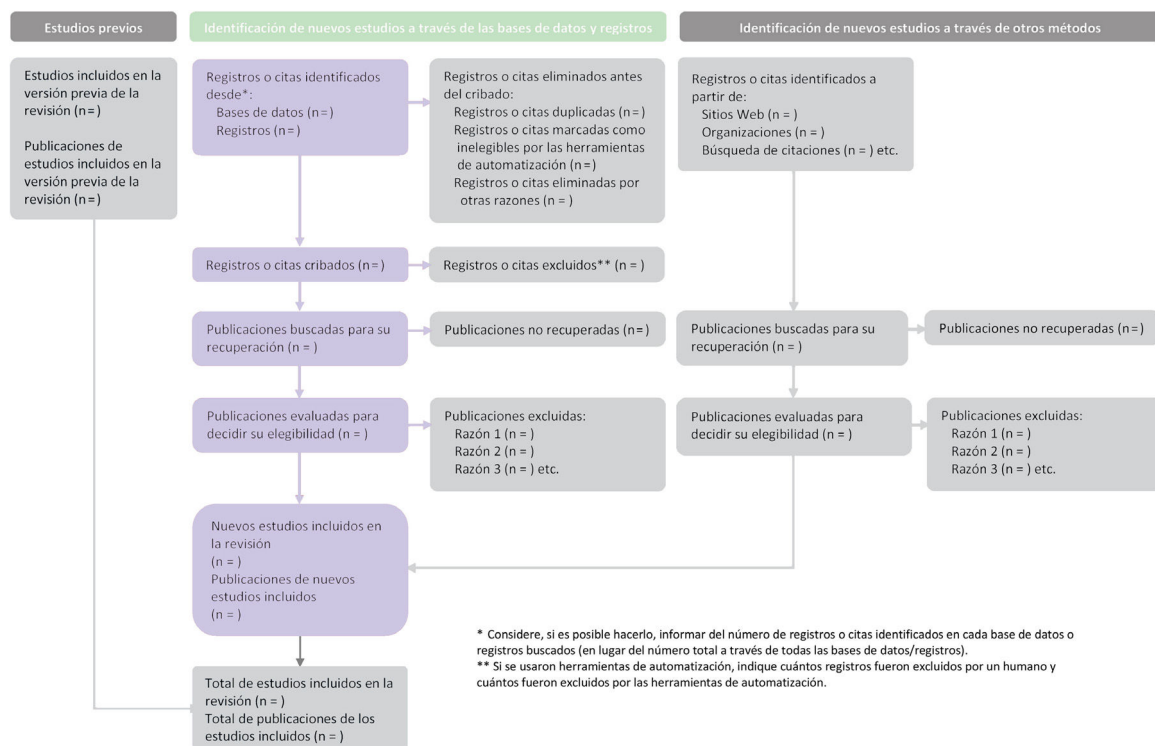 Estudios previos
Identificación de nuevos estudios a través de las bases de datos y registros
Identificación de nuevos estudios a través de otros métodos
Estudios incluidos en la
versión previa de la
revisión (n= )
Publicaciones de
estudios incluidos en la
versión previa de la
revisión (n= )
Registros o citas identificados
desde*:
Bases de datos (n= )
Registros (n= )
Registros o citas eliminados antes
del cribado:
Registros o citas duplicadas (n= )
Registros o citas marcadas como
inelegibles por las herramientas
de automatización (n= )
Registros o citas eliminadas por
otras razones (n= )
Registros o citas identificados a
partir de:
Sitios Web (n= )
Organizaciones (n= )
Búsqueda de citaciones (n= ) etc.
Registros o citas cribados (n= )
Registros o citas excluidos** (n= )
Publicaciones buscadas para su
recuperación (n= )
Publicaciones no recuperadas (n= )
Publicaciones buscadas para su
recuperación (n= )
Publicaciones no recuperadas (n= )
Publicaciones evaluadas para
decidir su elegibilidad (n= )
Publicaciones excluidas:
Razón 1 (n= )
Razón 2 (n= )
Razón 3 (n= ) etc.
Publicaciones evaluadas para
decidir su elegibilidad (n= )
Publicaciones excluidas:
Razón 1 (n= )
Razón 2 (n= )
Razón 3 (n= ) etc.
Nuevos estudios incluidos en
la revisión
(n = )
Publicaciones de nuevos
estudios incluidos
(n = )
* Considere, si es posible hacerlo, informar del número de registros o citas identificados en cada base de datos o
registros buscados (en lugar del número total a través de todas las bases de datos/registros).
** Si se usaron herramientas de automatización, indique cuántos registros fueron excluidos por un humano y
cuántos fueron excluidos por las herramientas de automatización.
Total de estudios incluidos en la
revisión (n= )
Total de publicaciones de los
estudios incluidos (n= )